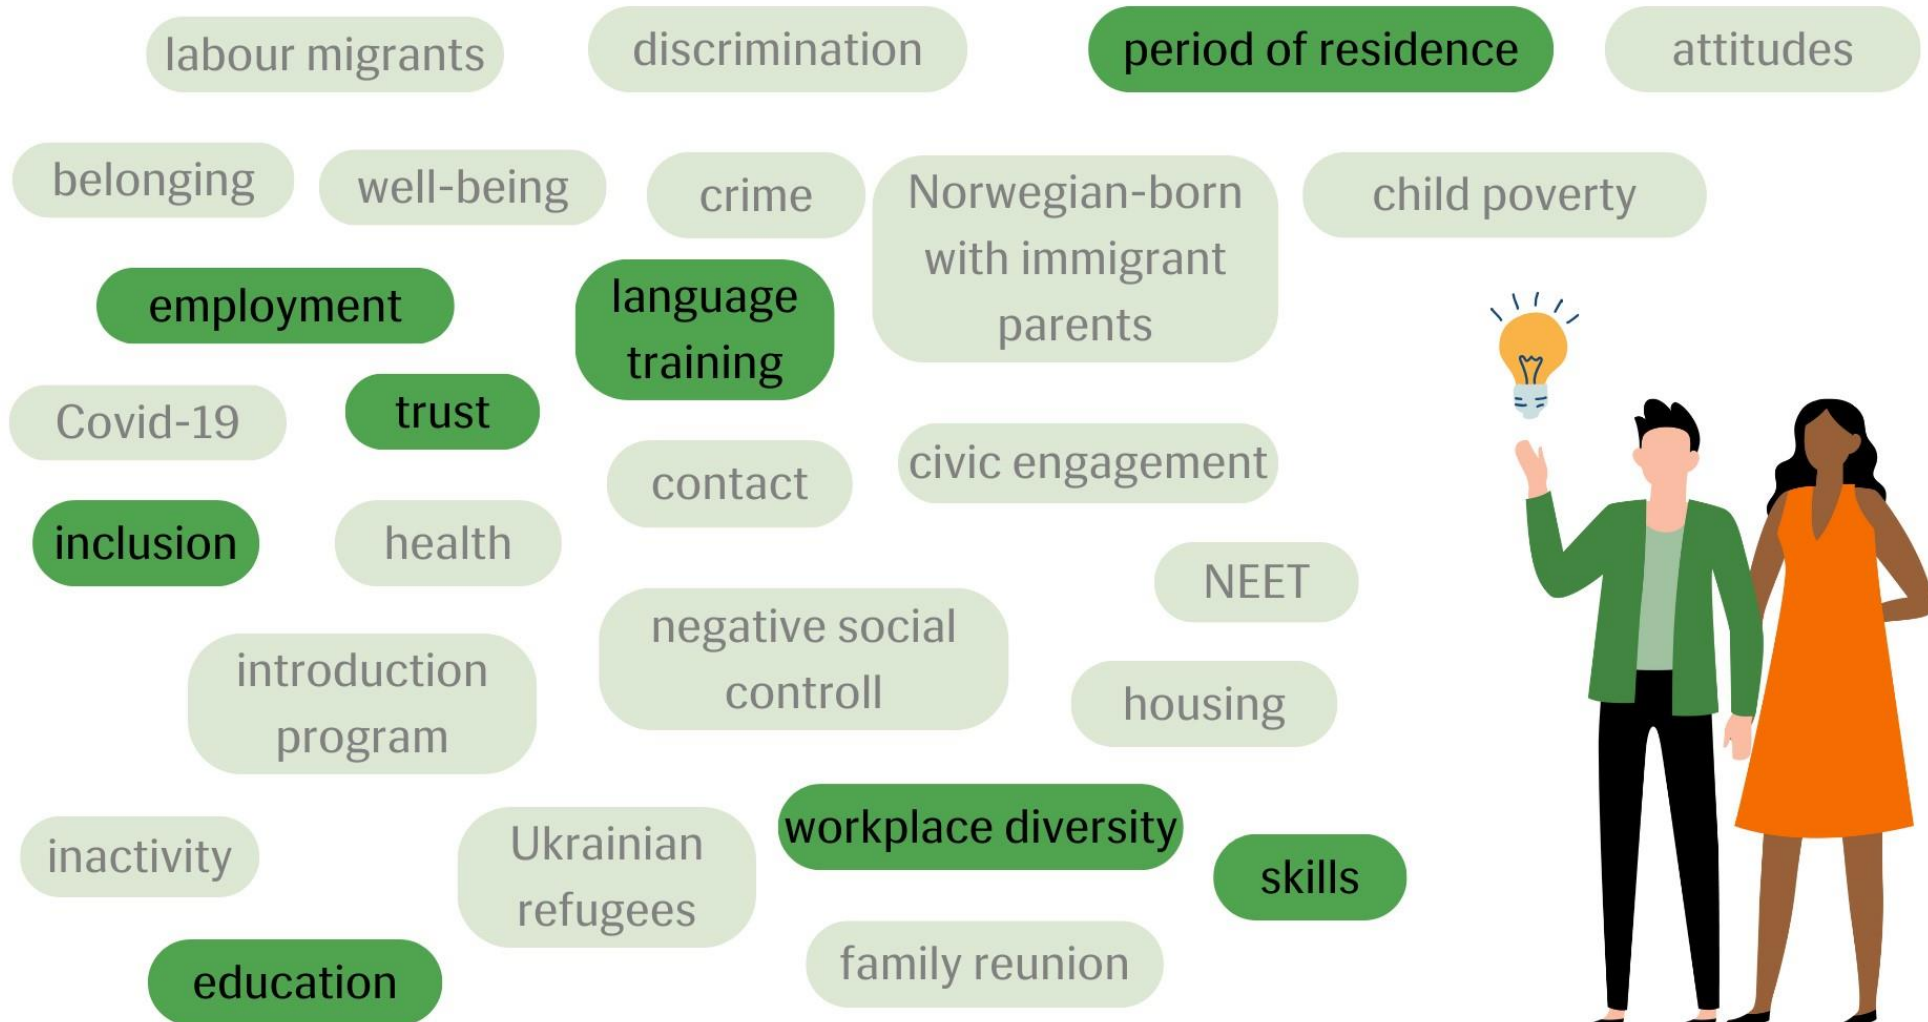 labour migrants
discrimination
period of residence
attitudes
belonging
well-being
crime
Norwegian-born
with immigrant
parents
child poverty
employment
language
training
Covid-19
trust
contact
civic engagement
inclusion
health
NEET
negative social
controll
introduction
program
housing
inactivity
Ukrainian
refugees
workplace diversity
skills
education
family reunion